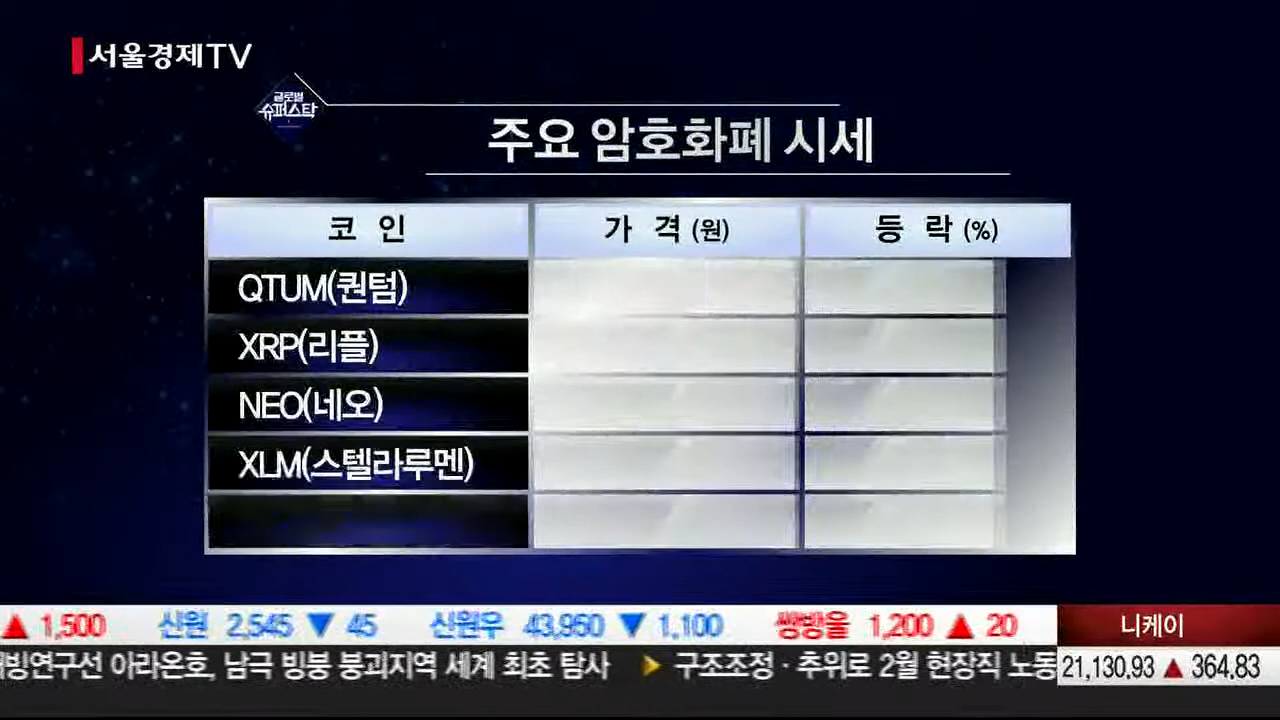 서울경제TV
글로벌
슈퍼스탁
주요 암호화폐 시세
코 인 가 격 (원) 등 락 (%)
QTUM(퀀텀)
XRP(리플)
NEO(네오)
XLM(스텔라루멘)
▲ 1,500 신원 2,545 ▼ 45 신원우 43,950 ▼ 1,100 쌍방울 1,200 ▲ 20 니케이
빙연구선 아라온호, 남극 빙붕 붕괴지역 세계 최초 탐사 ▶ 구조조정·추위로 2월 현장직 노동 21,130.93 ▲ 364.83